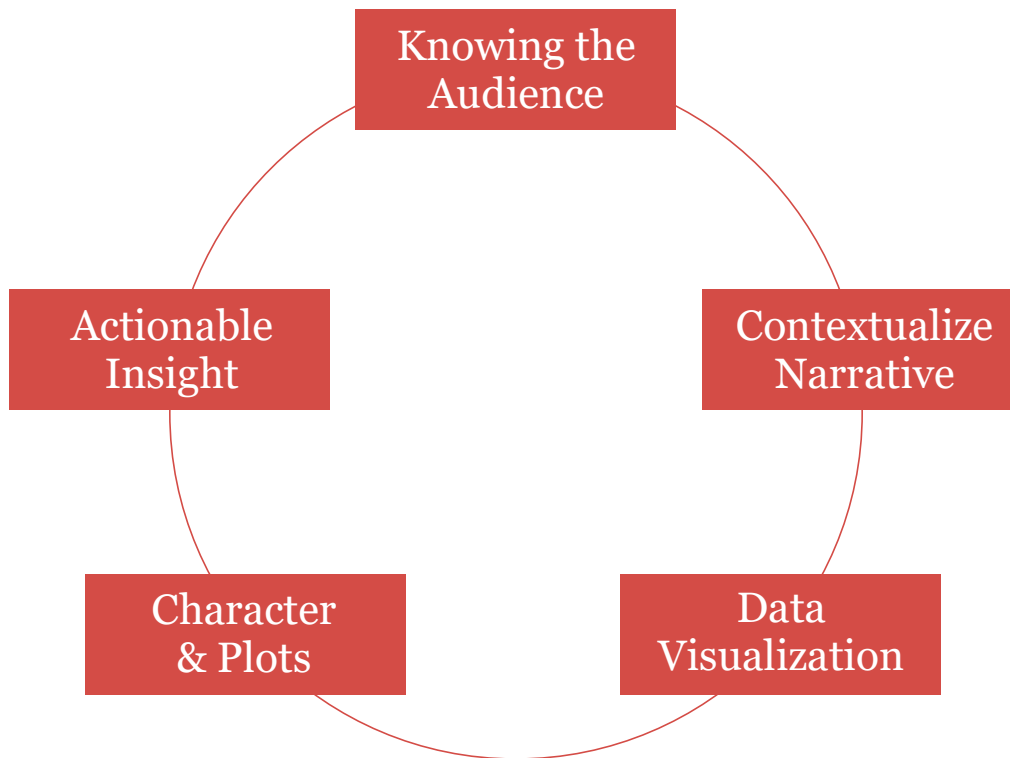 Knowing the
Audience
Contextualize
Narrative
Data
Visualization
Character
& Plots
Actionable
Insight